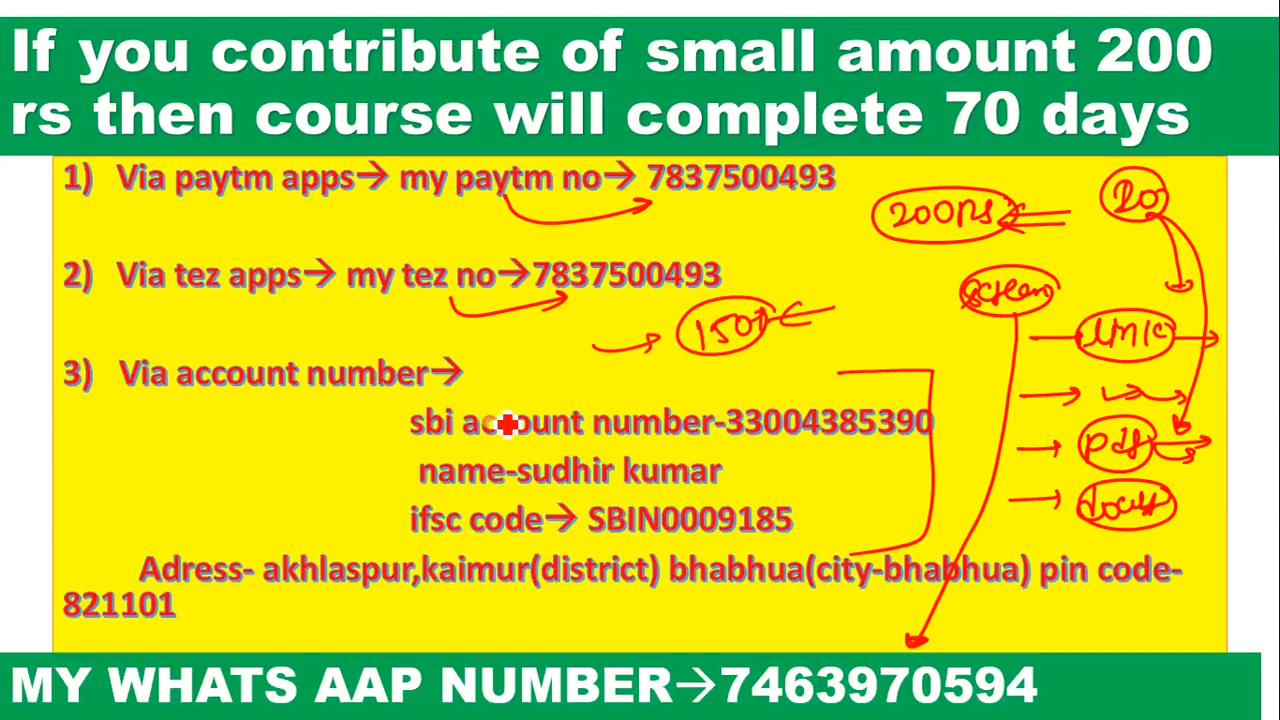 If you contribute of small amount 200
rs then course will complete 70 days
1) Via paytm apps→ my paytm no→ 7837500493
200rs
20
2) Via tez apps→ my tez no→7837500493
150
3) Via account number→
sbi account number-33004385390
pdf
name-sudhir kumar
ifsc code→ SBIN0009185
Adress- akhlaspur,kaimur(district) bhabhua(city-bhabhua) pin code-
821101
MY WHATS AAP NUMBER→7463970594